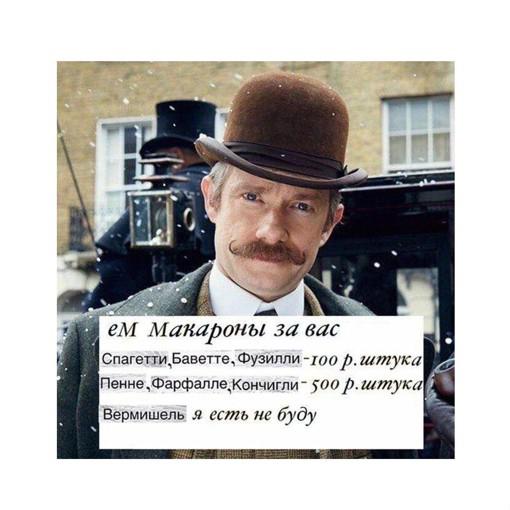 еМ Макароны за вас
Спагетти,Баветте,Фузилли-100 р.штука
Пенне,Фарфалле,Кончигли-500 р.штука
Вермишель я есть не буду